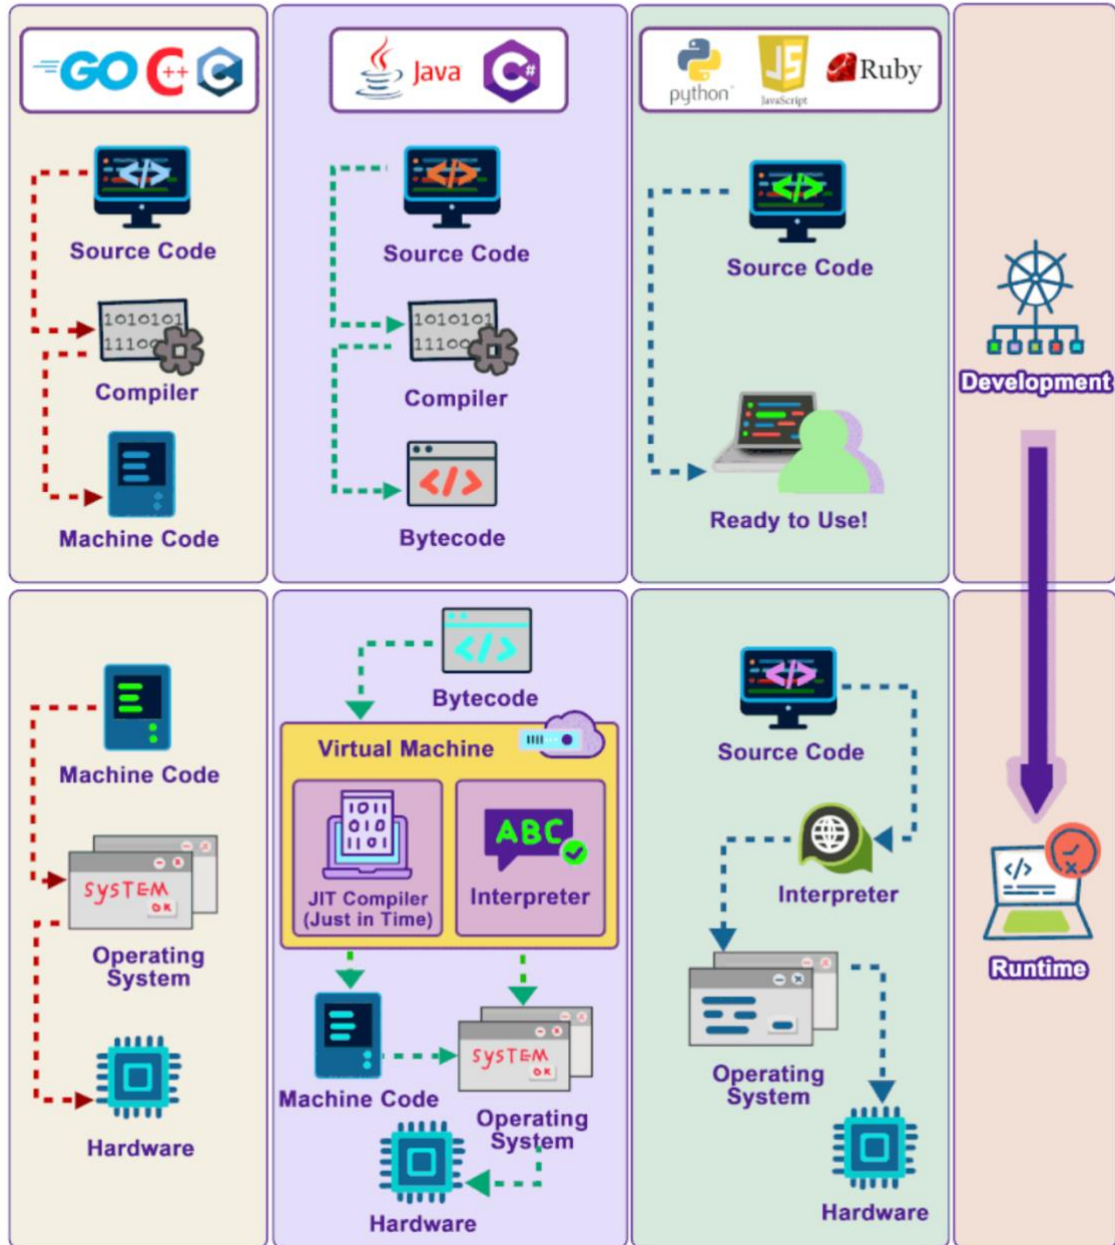 GO C++ C
Java C#
python JS JavaScript Ruby
Source Code
1010101
1110
Compiler
Machine Code
Source Code
1010101
1110
Compiler
</>
Bytecode
Source Code
Ready to Use!
Development
Machine Code
SYSTEM
OK
Operating
System
Hardware
</>
Bytecode
Virtual Machine
1011
010
1101
JIT Compiler
(Just in Time)
ABC
Interpreter
Machine Code
SYSTEM
OK
Operating
System
Hardware
</>
Source Code
Interpreter
Operating
System
Hardware
</>
Runtime